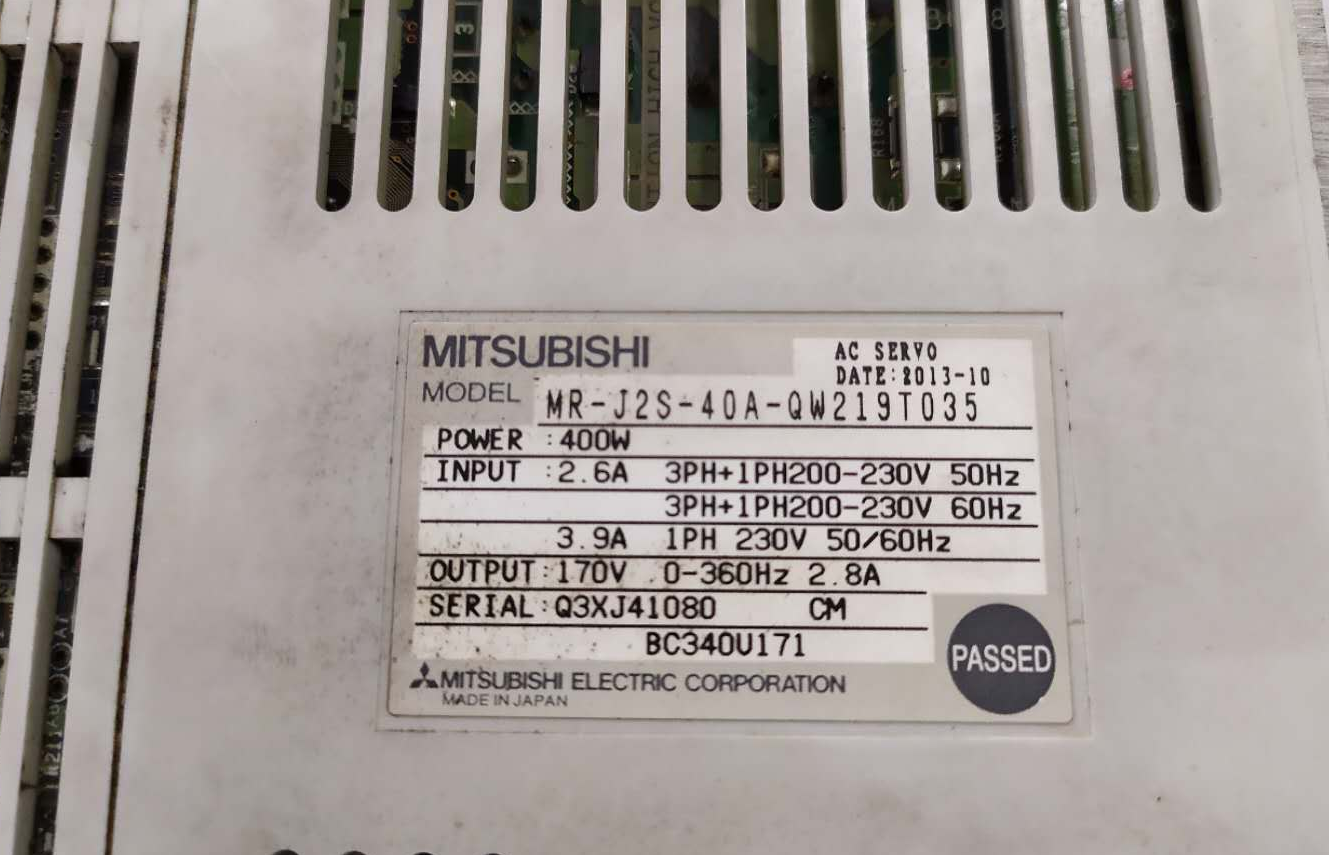 MITSUBISHI
AC SERVO
DATE:2013-10
MODEL MR-J2S-40A-QW219T035
POWER :400W
INPUT :2.6A 3PH+1PH200-230V 50Hz
3PH+1PH200-230V 60Hz
3.9A 1PH 230V 50/60Hz
OUTPUT:170V 0-360Hz 2.8A
SERIAL:Q3XJ41080 CM
BC340U171
PASSED
MITSUBISHI ELECTRIC CORPORATION
MADE IN JAPAN